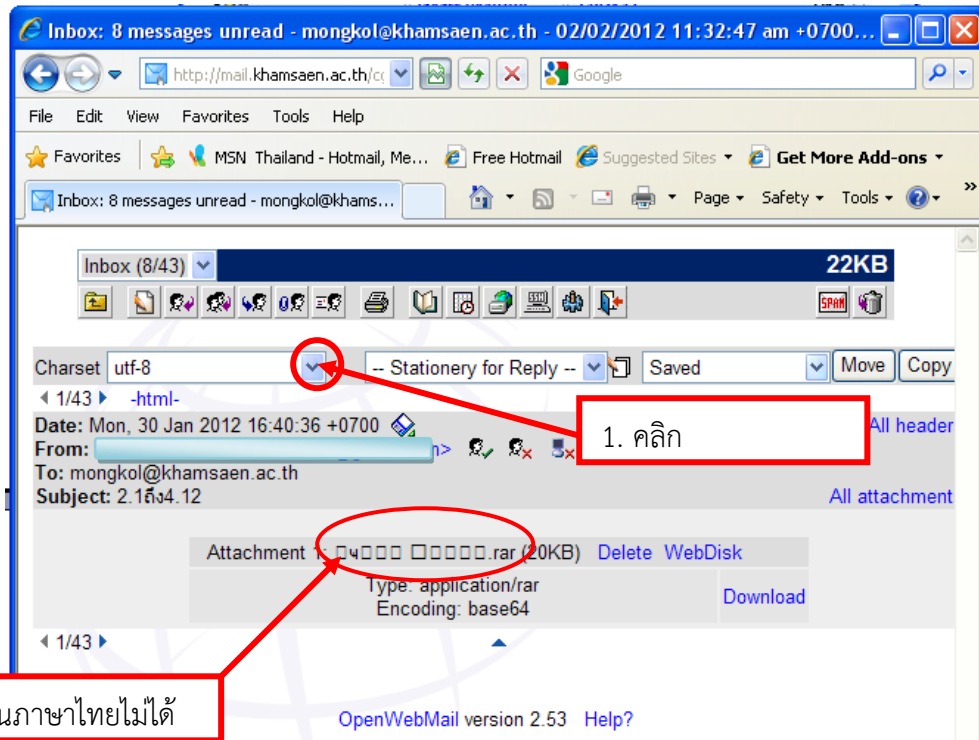 Inbox: 8 messages unread - mongkol@khamsaen.ac.th - 02/02/2012 11:32:47 am +0700...
http://mail.khamsaen.ac.th/cg
Google
File Edit View Favorites Tools Help
Favorites MSN Thailand - Hotmail, Me... Free Hotmail Suggested Sites Get More Add-ons
Inbox: 8 messages unread - mongkol@khams... Page Safety Tools
Inbox (8/43) 22KB
SPAM
Charset utf-8 -- Stationery for Reply -- Saved Move Copy
1/43 -html-
Date: Mon, 30 Jan 2012 16:40:36 +0700 All header
1. คลิก
From:
To: mongkol@khamsaen.ac.th
Subject: 2.1ถึง4.12 All attachment
Attachment 1: □५□□□ □□□□□.rar (20KB) Delete WebDisk
Type: application/rar
Encoding: base64 Download
1/43
นภาษาไทยไม่ได้
OpenWebMail version 2.53 Help?